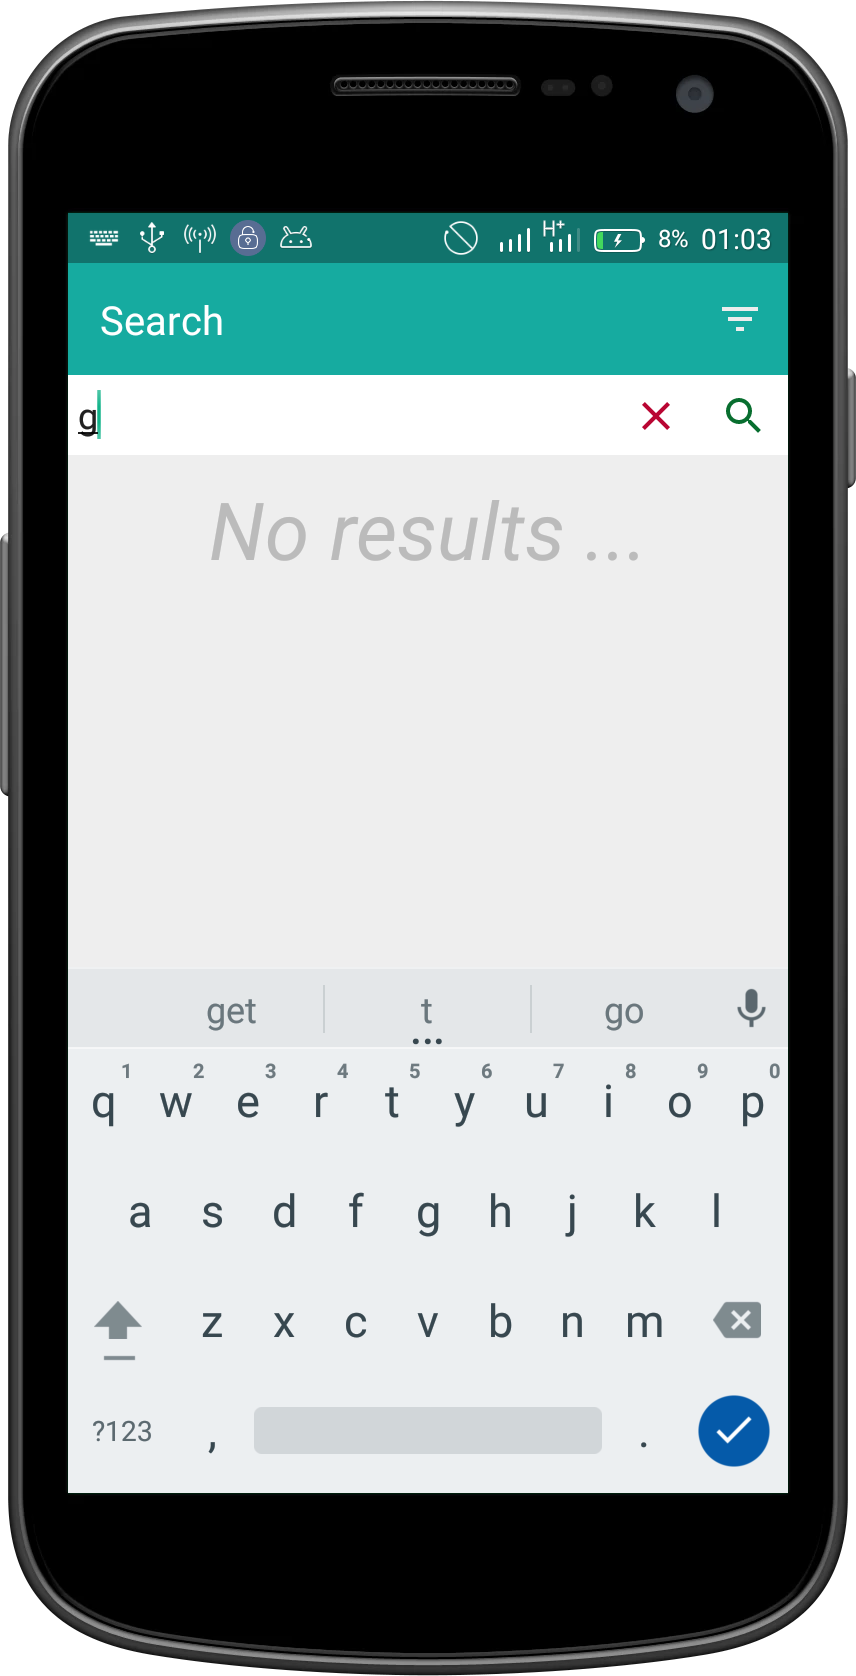 H+ 8% 01:03
Search
g
No results ...
get t go
1 2 3 4 5 6 7 8 9 0
q w e r t y u i o p
a s d f g h j k l
z x c v b n m
?123 , .